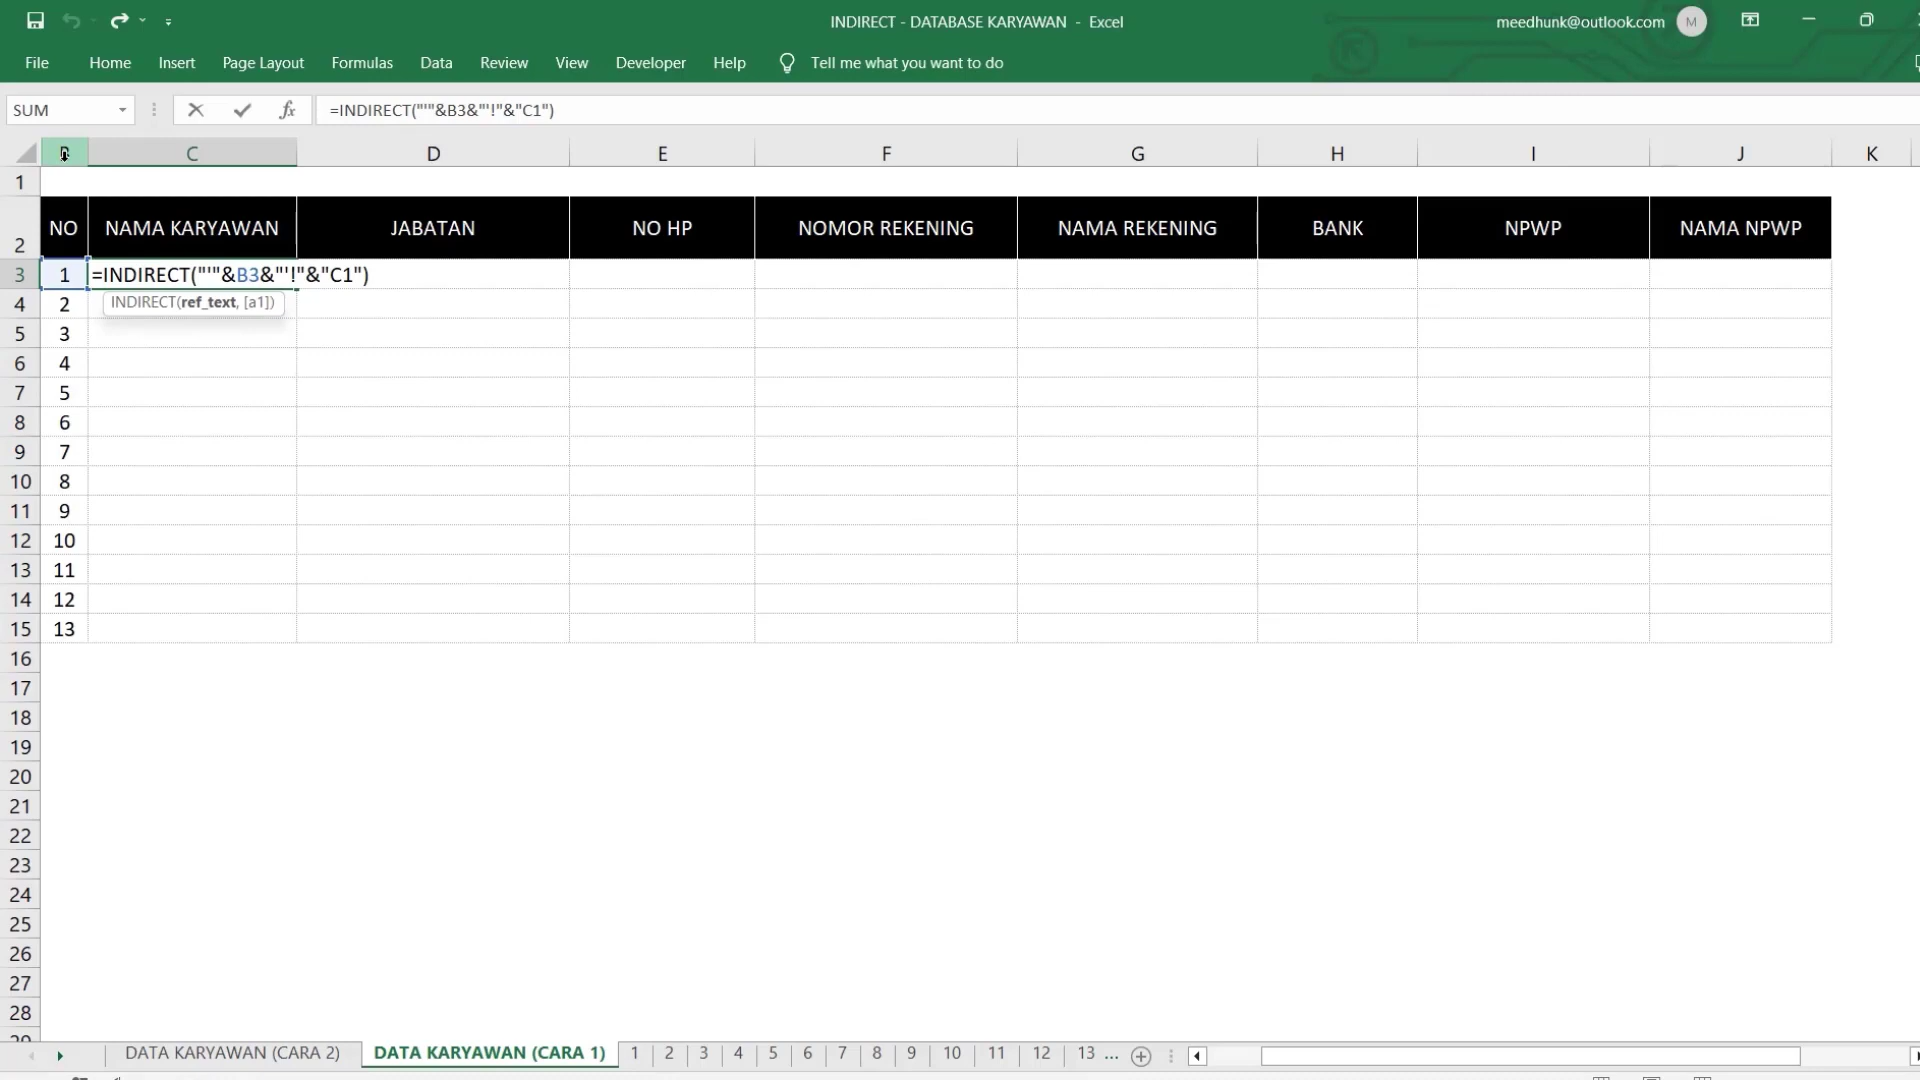 INDIRECT - DATABASE KARYAWAN - Excel
meedhunk@outlook.com M
File Home Insert Page Layout Formulas Data Review View Developer Help Tell me what you want to do
SUM fx =INDIRECT("'"&B3&"'!"&"C1")
C D E F G H I J K
1
2 NO NAMA KARYAWAN JABATAN NO HP NOMOR REKENING NAMA REKENING BANK NPWP NAMA NPWP
3 1 =INDIRECT("'"&B3&"'!"&"C1")
INDIRECT(ref_text, [a1])
4 2
5 3
6 4
7 5
8 6
9 7
10 8
11 9
12 10
13 11
14 12
15 13
16
17
18
19
20
21
22
23
24
25
26
27
28
DATA KARYAWAN (CARA 2) DATA KARYAWAN (CARA 1) 1 2 3 4 5 6 7 8 9 10 11 12 13 ...